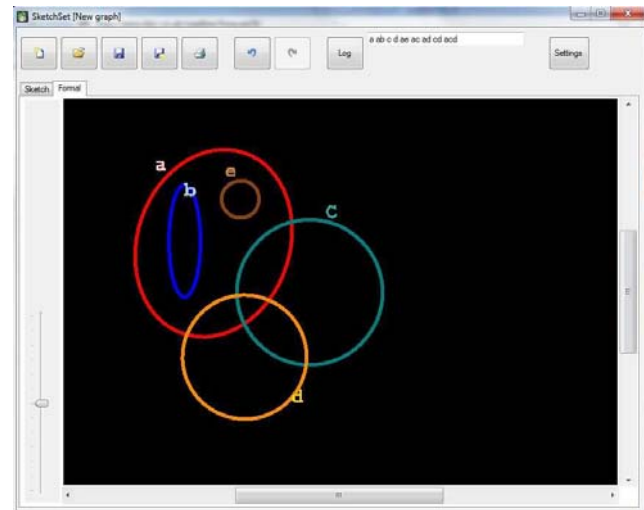 SketchSet [New graph]
Log
a ab c d ae ac ad cd acd
Settings
Sketch
Formal
a
e
b
C
d